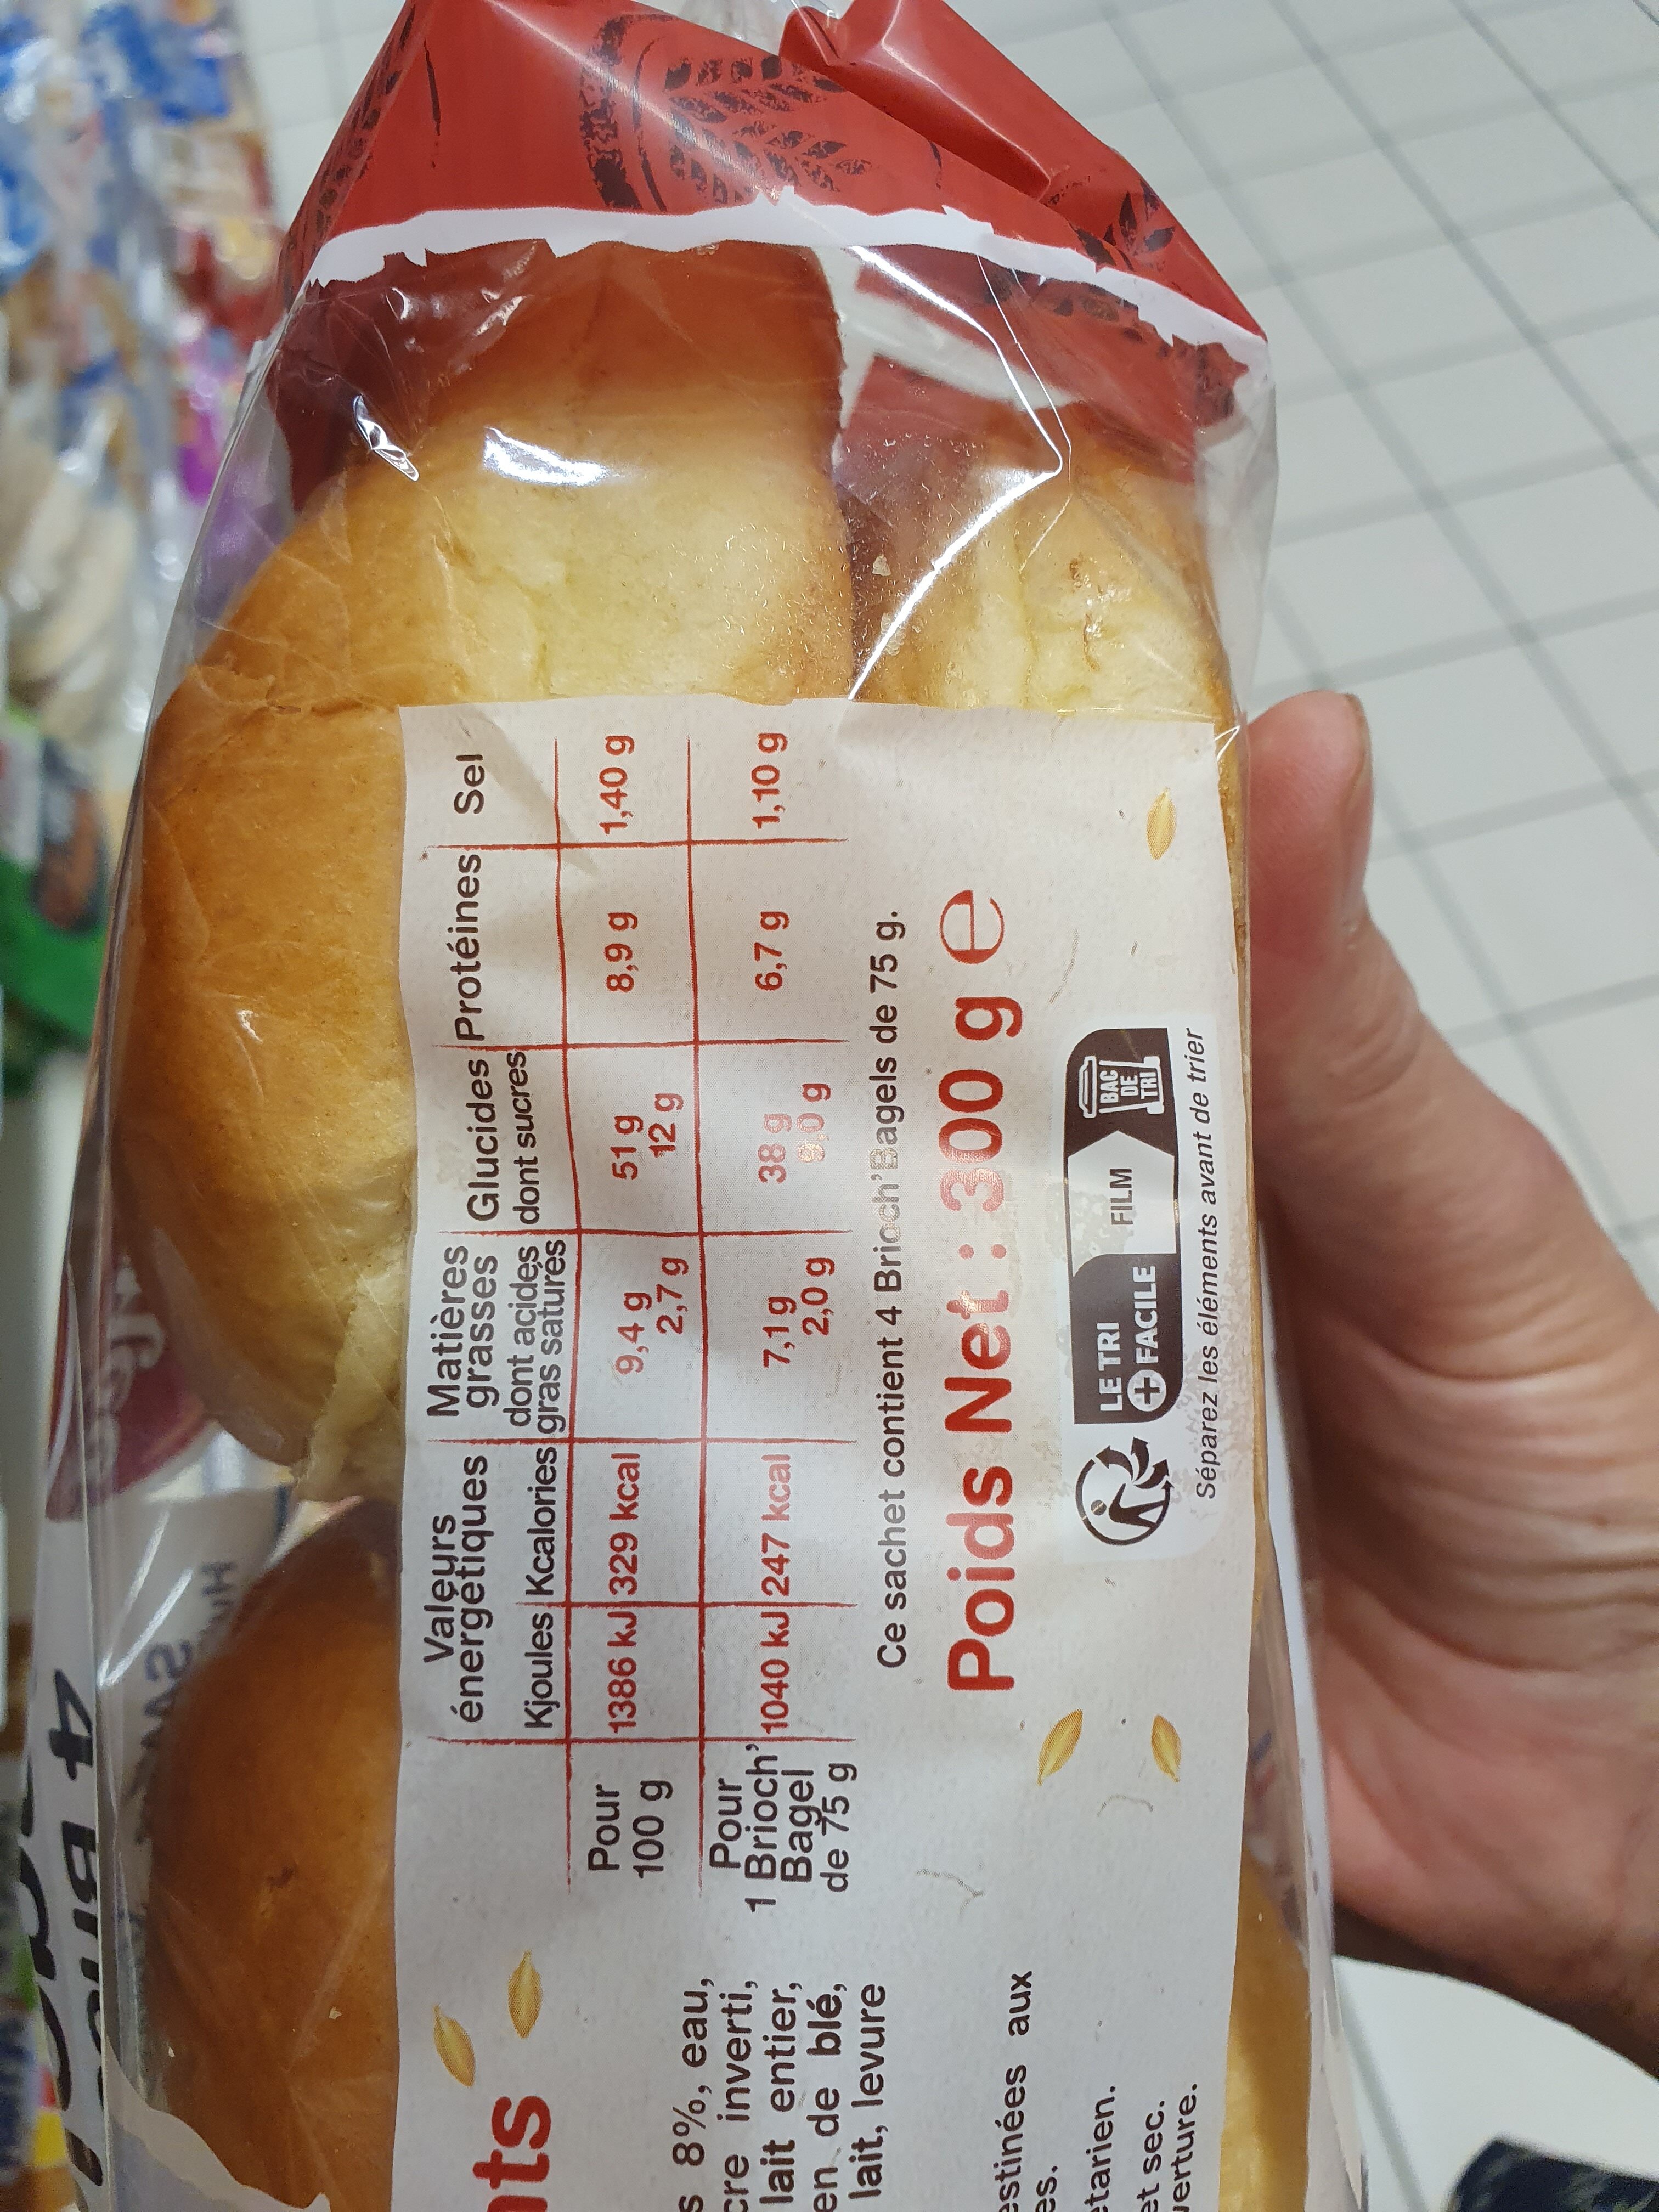 nts
s 8%, eau,
cre inverti,
lait entier,
en de blé,
lait, levure
estinées aux
es.
étarien.
et sec.
verture.
Valeurs énergétiques
Matières grasses
dont acides gras saturés
Glucides
dont sucres
Protéines
Sel
Kjoules Kcalories
Pour 100 g
1386 kJ 329 kcal 9,4 g 51 g 8,9 g 1,40 g
2,7 g 12 g
Pour 1 Brioch' Bagel de 75 g
1040 kJ 247 kcal 7,1 g 38 g 6,7 g 1,10 g
2,0 g 9,0 g
Ce sachet contient 4 Brioch'Bagels de 75 g.
Poids Net : 300 g e
LE TRI
+ FACILE
FILM
BAC
DE
TRI
Séparez les éléments avant de trier